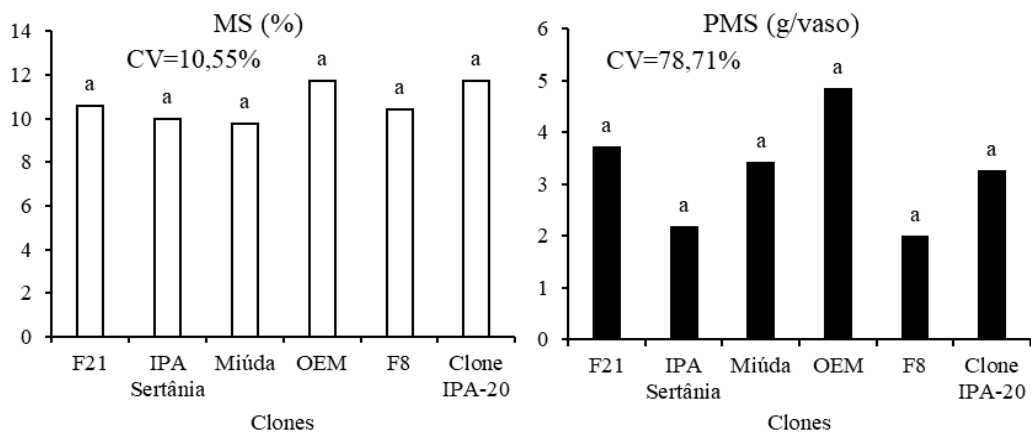 MS (%)
CV=10,55%
14
12
10
8
6
4
2
0
a
a
a
a
a
a
F21
IPA Sertânia
Miúda
OEM
F8
Clone IPA-20
Clones
PMS (g/vaso)
CV=78,71%
6
5
4
3
2
1
0
a
a
a
a
a
a
F21
IPA Sertânia
Miúda
OEM
F8
Clone IPA-20
Clones